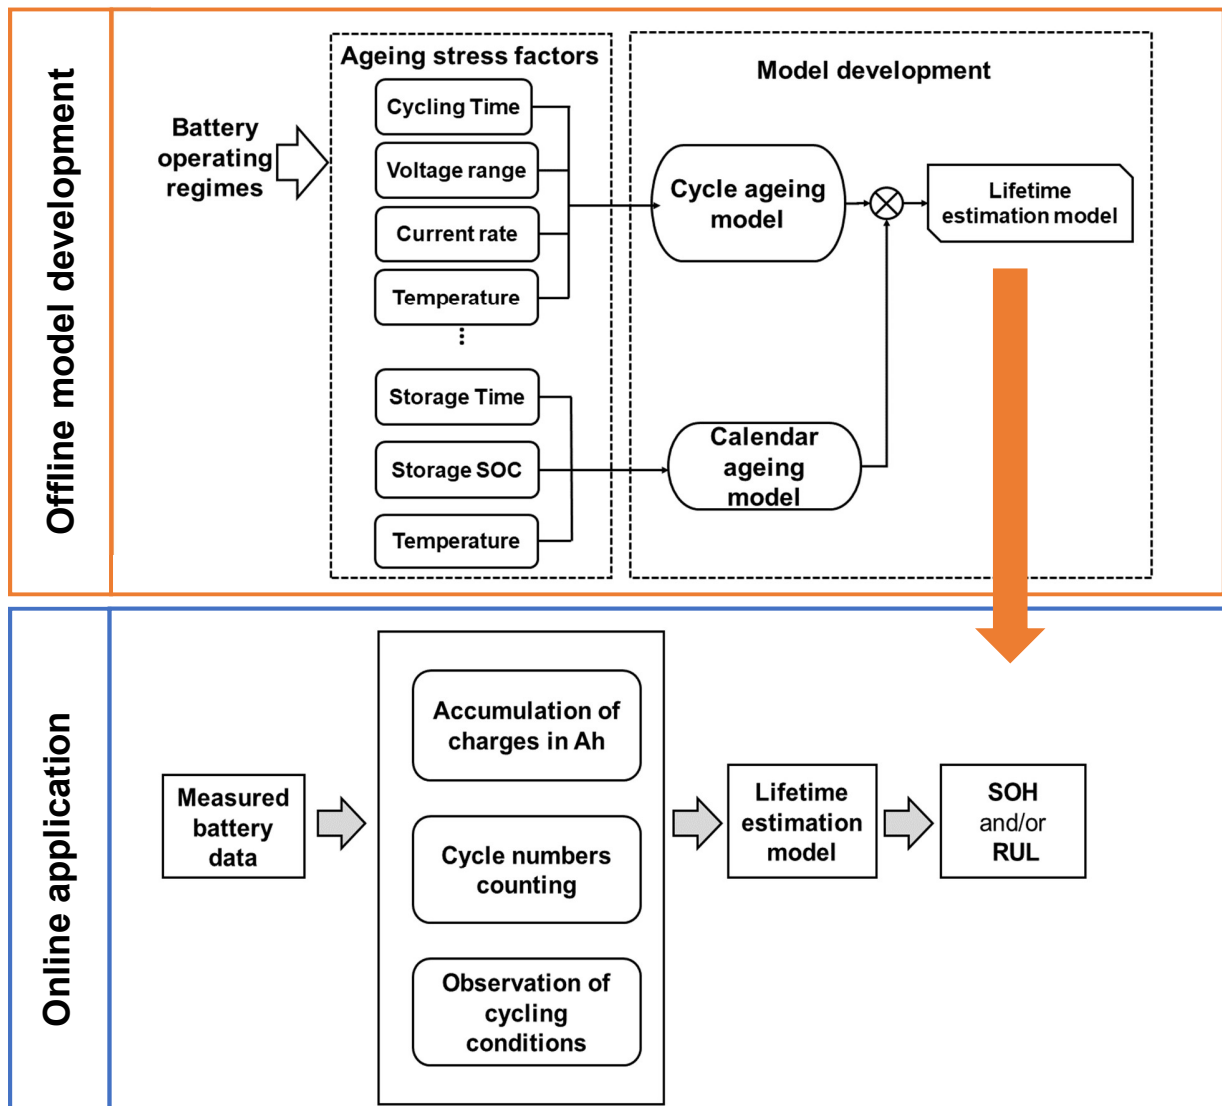 Offline model development
Battery
operating
regimes
Ageing stress factors
Cycling Time
Voltage range
Current rate
Temperature
...
Storage Time
Storage SOC
Temperature
Model development
Cycle ageing
model
Calendar
ageing
model
Lifetime
estimation model
Online application
Measured
battery
data
Accumulation of
charges in Ah
Cycle numbers
counting
Observation of
cycling
conditions
Lifetime
estimation
model
SOH
and/or
RUL